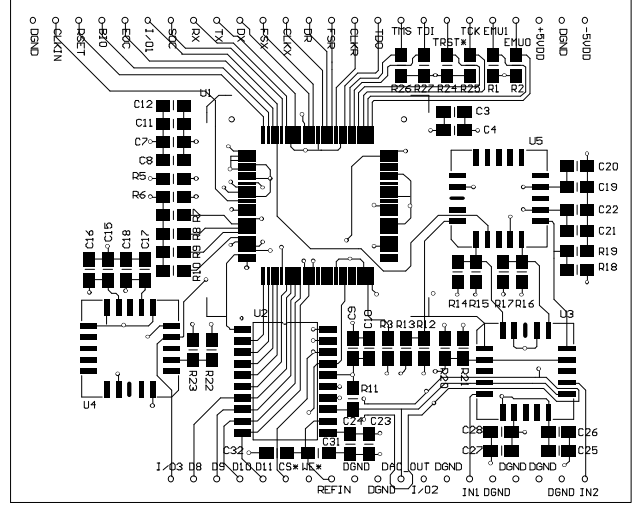 TMS TDI TCK EMU1
TRST* EMU0
DGND CLKIN RSET BIO EOC I/O1 SOC RX TX DX FSX CLKX DR FSR CLKR TDO +5VDD DGND -5VDD
R26 R27 R24 R25 R1 R2
U1
C12
C11
C7
C8
R5
R6
R7
R8
R9
R10
C3
C4
U5
C20
C19
C22
C21
R19
R18
C16 C15 C18 C17
R14 R15 R17 R16
U2
C9 C10 R3 R13 R12
U3
R20 R21
U4
R23 R22
R11
C24 C23
C32
C31
C28
C27
C26
C25
I/O3 D8 D9 D10 D11 CS* WE* DGND DAC OUT DGND DGND DGND
REFIN DGND I/O2 IN1 DGND DGND IN2